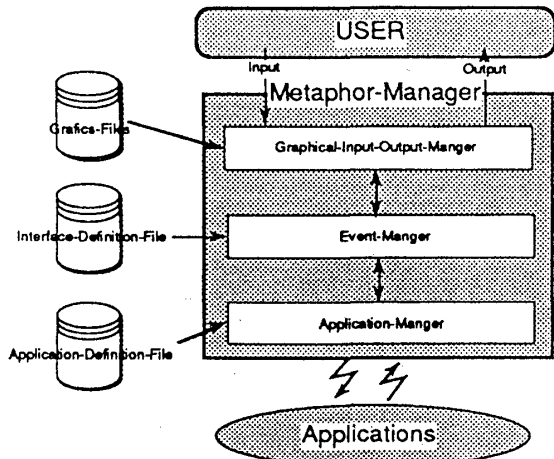 USER
Input
Output
Metaphor-Manager
Grafics-Files
Graphical-Input-Output-Manger
Interface-Definition-File
Event-Manger
Application-Definition-File
Application-Manger
Applications